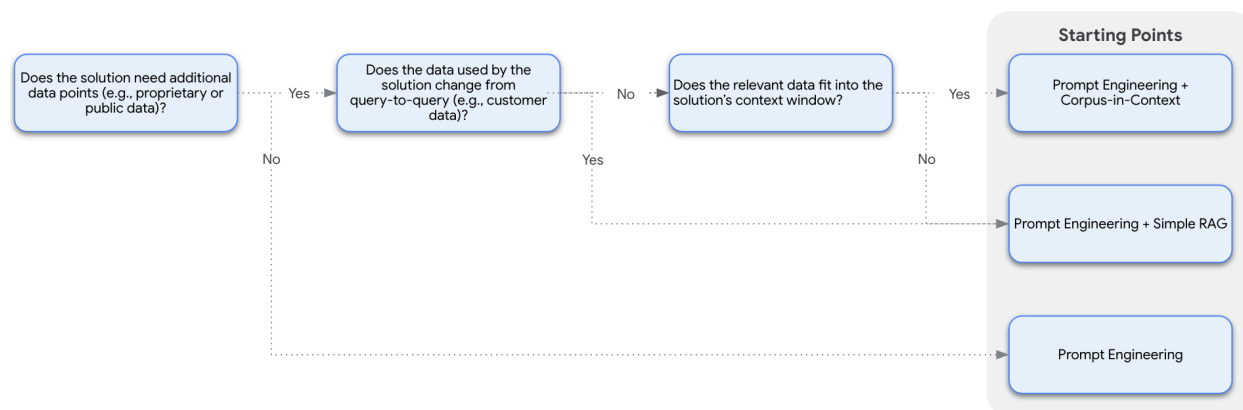 Starting Points
Does the solution need additional
data points (e.g., proprietary or
public data)?
Yes
Does the data used by the
solution change from
query-to-query (e.g., customer
data)?
No
Does the relevant data fit into the
solution's context window?
Yes
Prompt Engineering +
Corpus-in-Context
No
Yes
No
Prompt Engineering + Simple RAG
Prompt Engineering